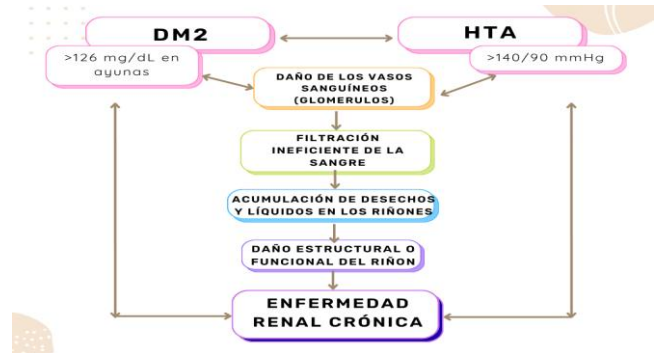 DM2
HTA
>126 mg/dL en
ayunas
>140/90 mmHg
DAÑO DE LOS VASOS
SANGUÍNEOS
(GLOMERULOS)
FILTRACIÓN
INEFICIENTE DE LA
SANGRE
ACUMULACIÓN DE DESECHOS
Y LÍQUIDOS EN LOS RIÑONES
DAÑO ESTRUCTURAL O
FUNCIONAL DEL RIÑON
ENFERMEDAD
RENAL CRÓNICA